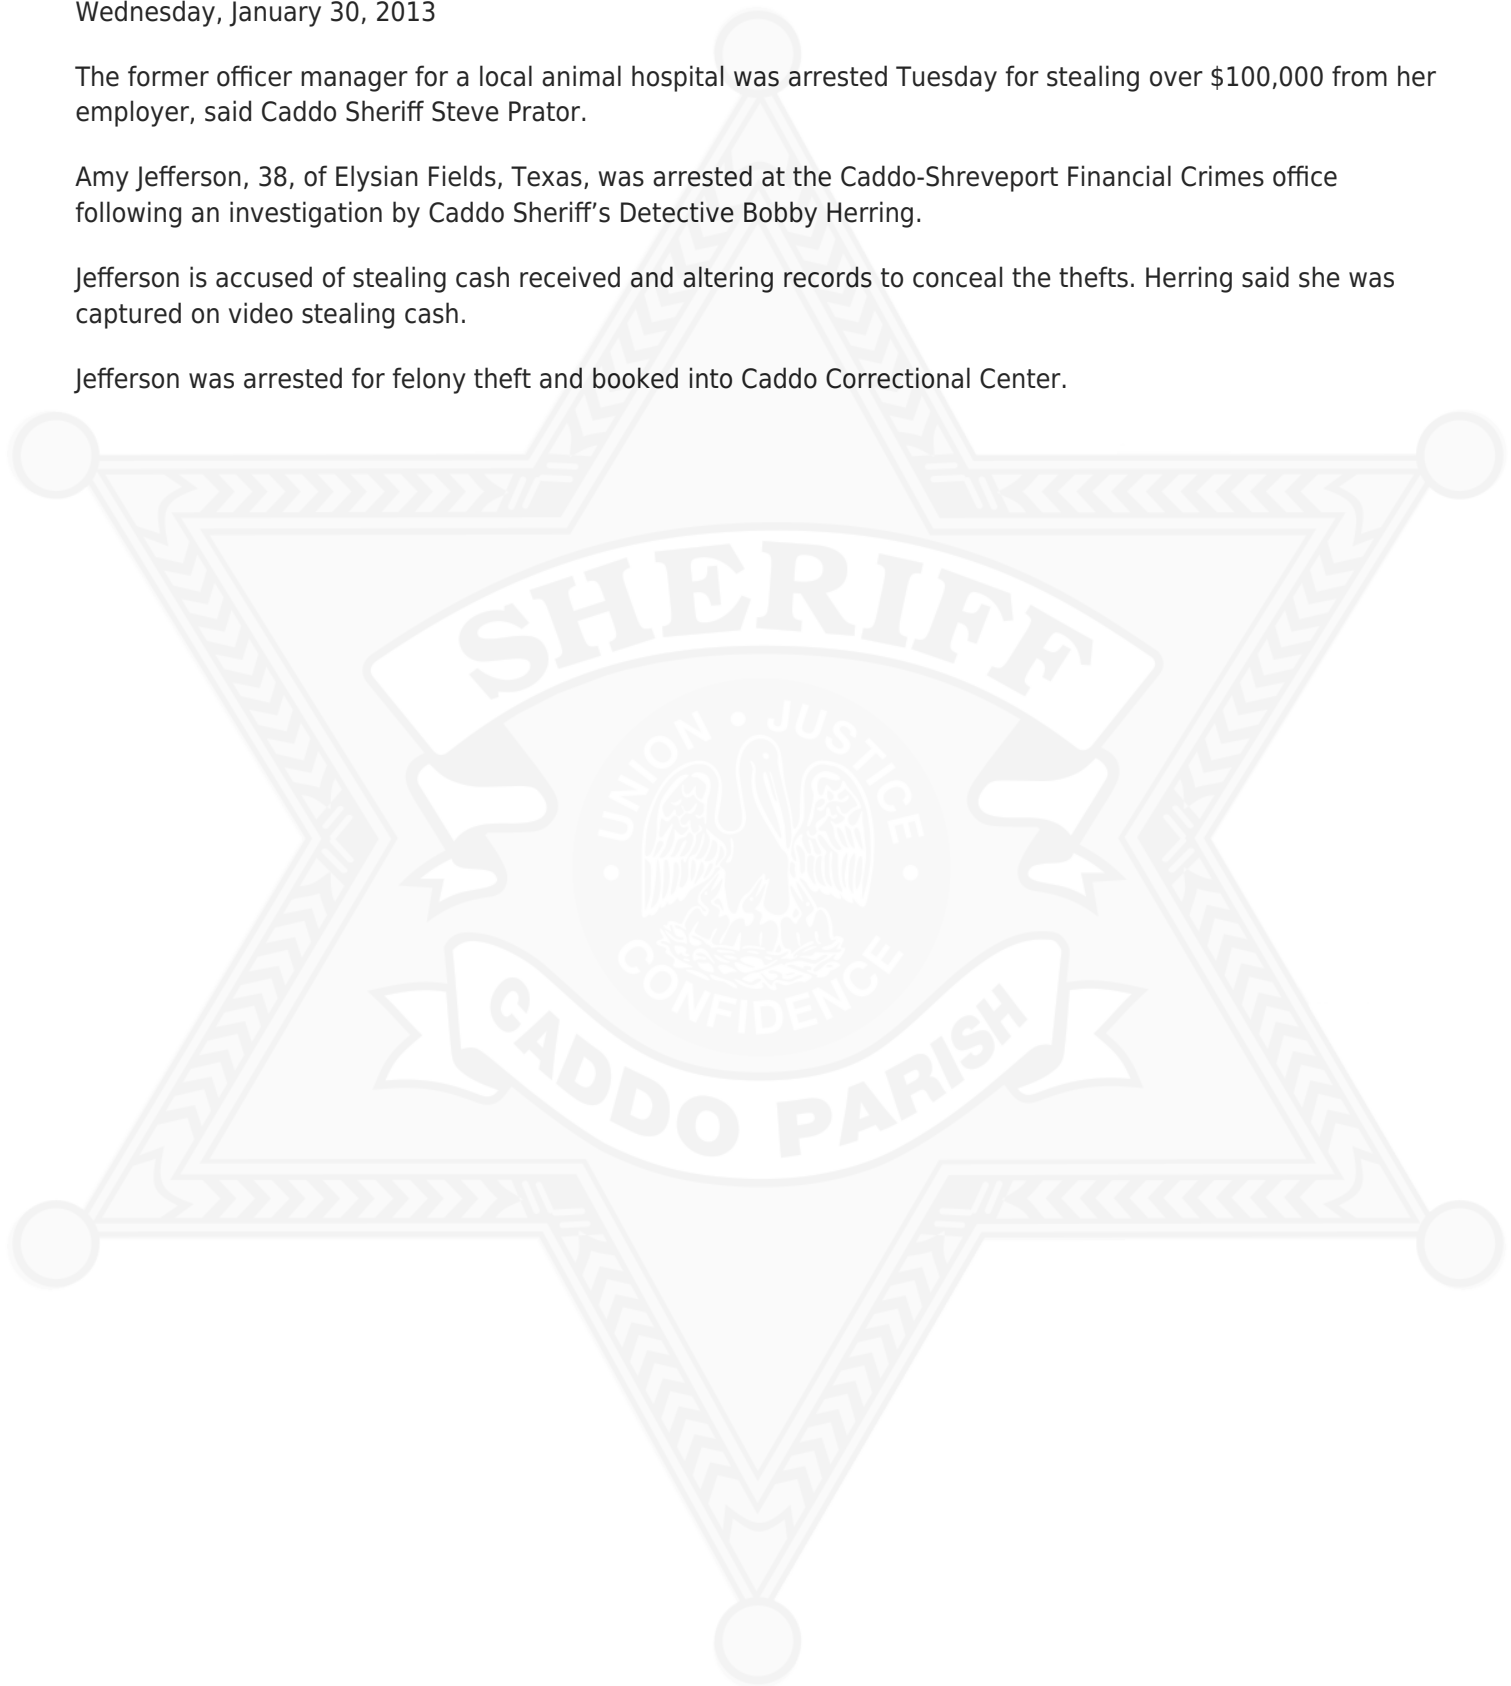 Wednesday, January 30, 2013
The former officer manager for a local animal hospital was arrested Tuesday for stealing over $100,000 from her
employer, said Caddo Sheriff Steve Prator.
Amy Jefferson, 38, of Elysian Fields, Texas, was arrested at the Caddo-Shreveport Financial Crimes office
following an investigation by Caddo Sheriff’s Detective Bobby Herring.
Jefferson is accused of stealing cash received and altering records to conceal the thefts. Herring said she was
captured on video stealing cash.
Jefferson was arrested for felony theft and booked into Caddo Correctional Center.
SHERIFF
UNION • JUSTICE
• CONFIDENCE •
CADDO PARISH